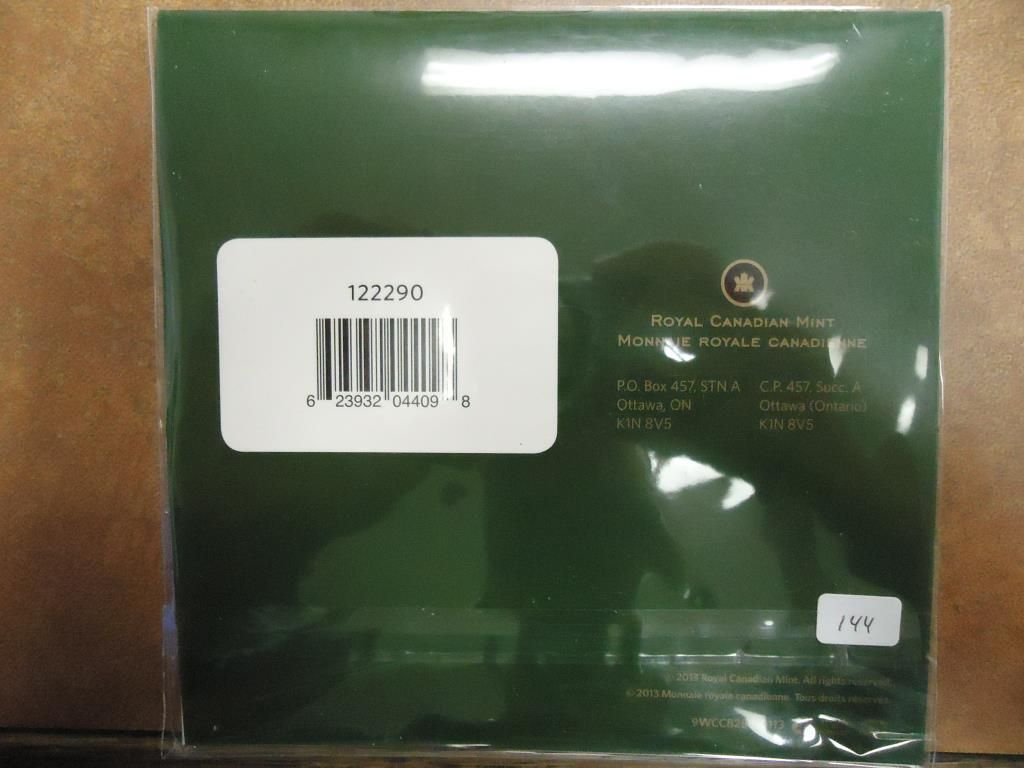 122290
6 23932 04409 8
ROYAL CANADIAN MINT
MONNAIE ROYALE CANADIENNE
P.O. Box 457, STN A
Ottawa, ON
K1N 8V5
C.P. 457, Succ. A
Ottawa (Ontario)
K1N 8V5
144
© 2013 Royal Canadian Mint. All rights reserved.
© 2013 Monnaie royale canadienne. Tous droits réservés.